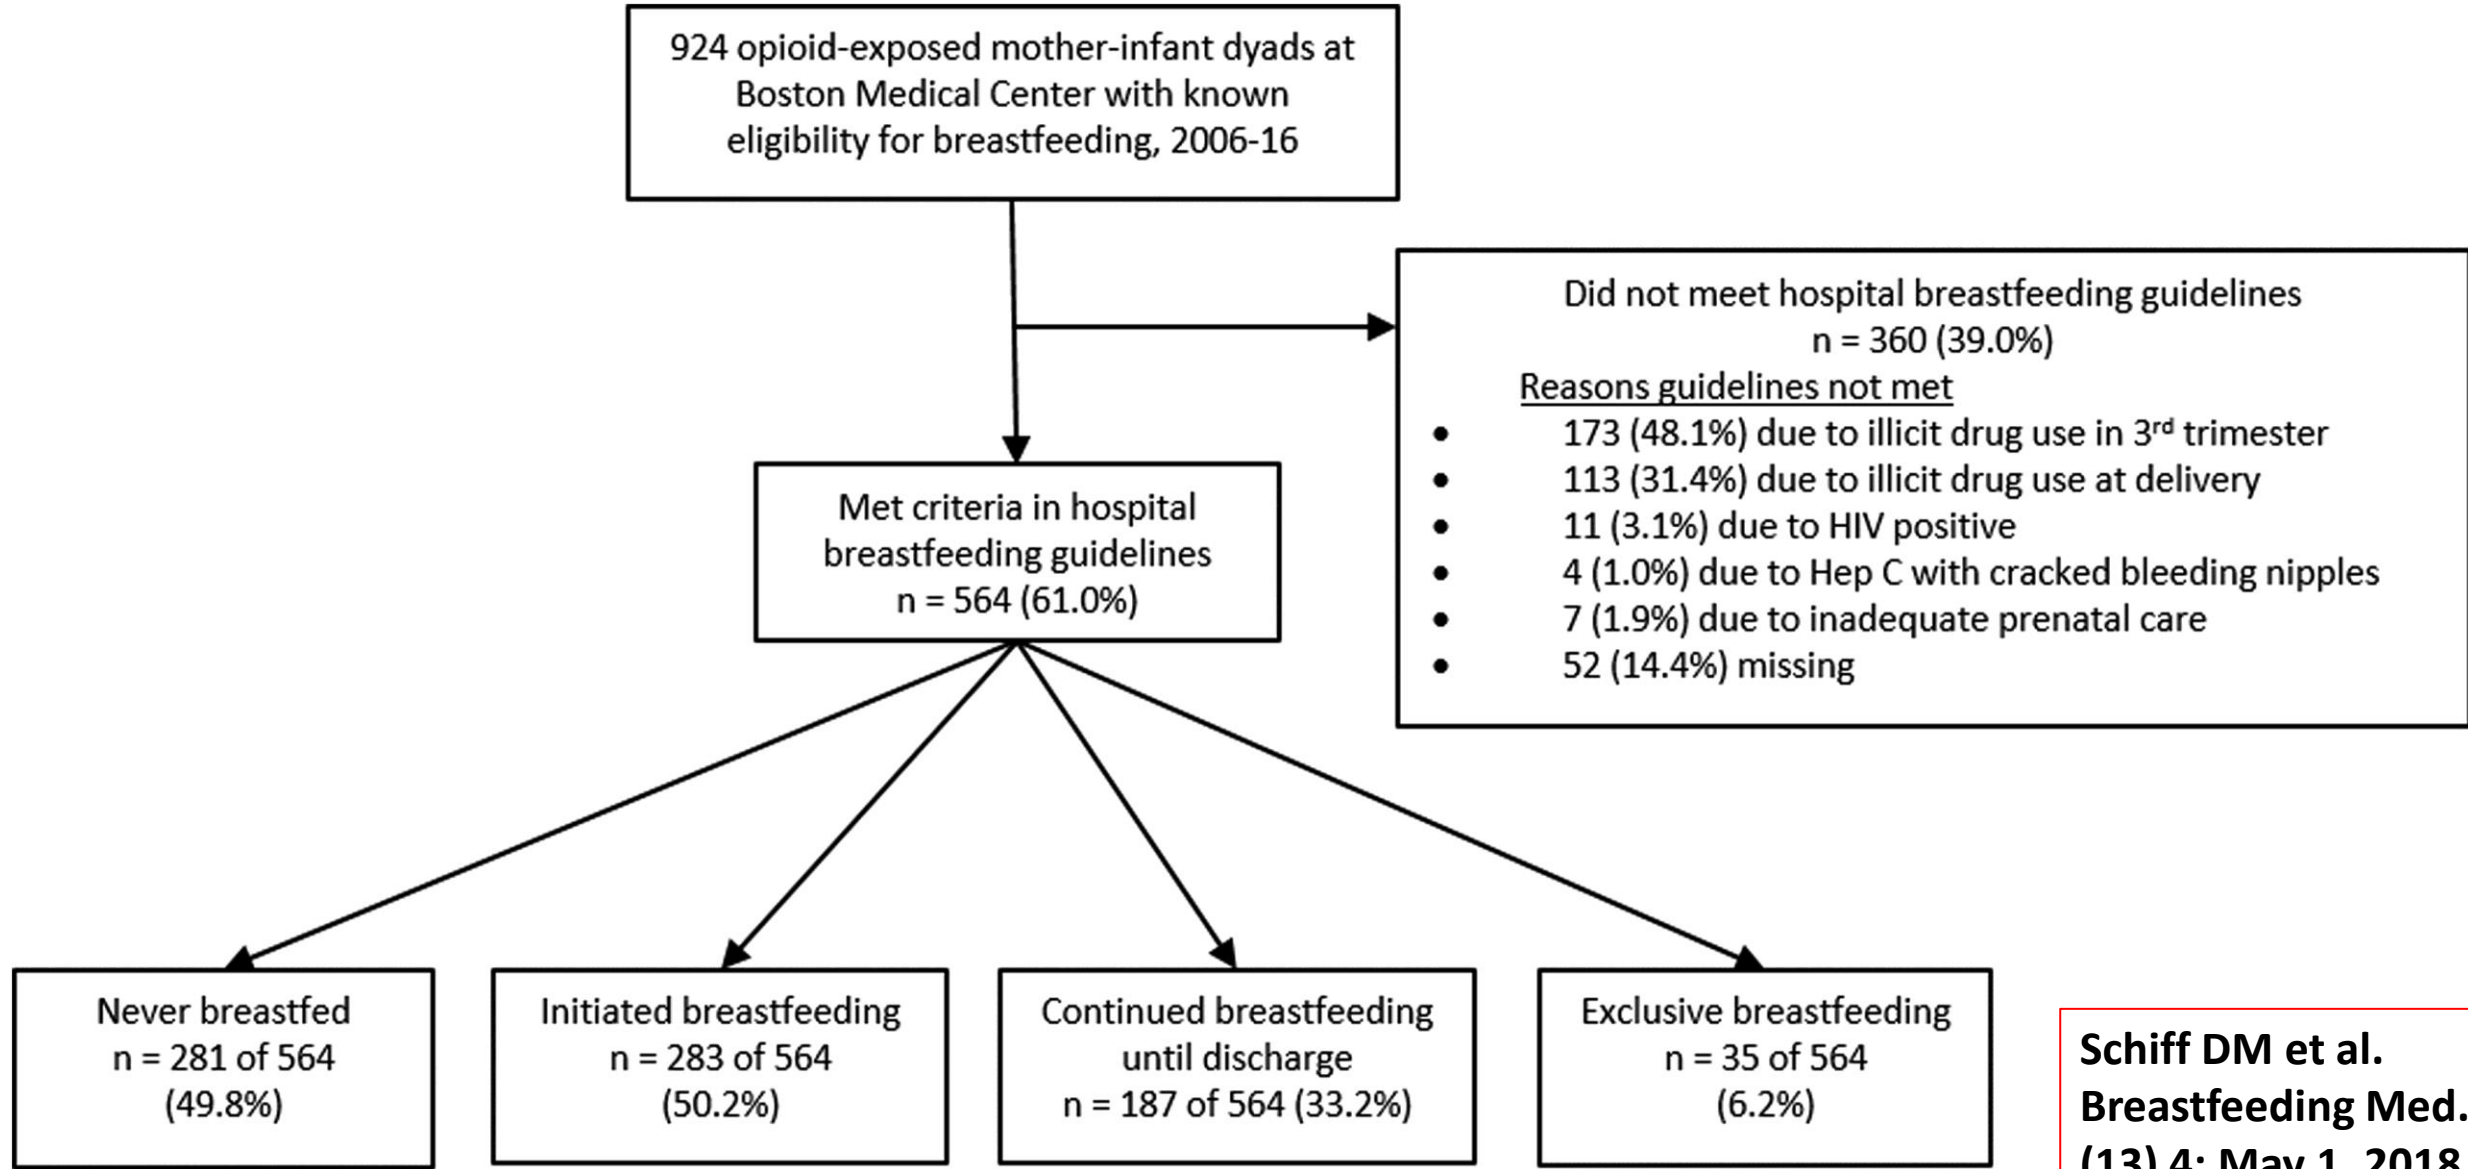 924 opioid-exposed mother-infant dyads at
Boston Medical Center with known
eligibility for breastfeeding, 2006-16
Did not meet hospital breastfeeding guidelines
n = 360 (39.0%)
Reasons guidelines not met
• 173 (48.1%) due to illicit drug use in 3rd trimester
• 113 (31.4%) due to illicit drug use at delivery
• 11 (3.1%) due to HIV positive
• 4 (1.0%) due to Hep C with cracked bleeding nipples
• 7 (1.9%) due to inadequate prenatal care
• 52 (14.4%) missing
Met criteria in hospital
breastfeeding guidelines
n = 564 (61.0%)
Never breastfed
n = 281 of 564
(49.8%)
Initiated breastfeeding
n = 283 of 564
(50.2%)
Continued breastfeeding
until discharge
n = 187 of 564 (33.2%)
Exclusive breastfeeding
n = 35 of 564
(6.2%)
Schiff DM et al.
Breastfeeding Med.
(13) 4: May 1, 2018